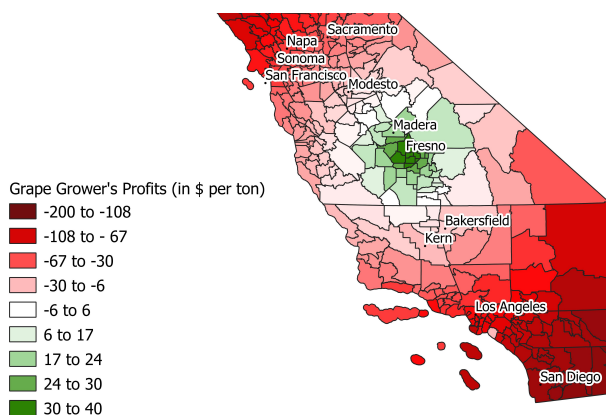 Sacramento
Napa
Sonoma
San Francisco
Modesto
Madera
Fresno
Grape Grower's Profits (in $ per ton)
-200 to -108
-108 to - 67
-67 to -30
-30 to -6
-6 to 6
6 to 17
17 to 24
24 to 30
30 to 40
Bakersfield
Kern
Los Angeles
San Diego